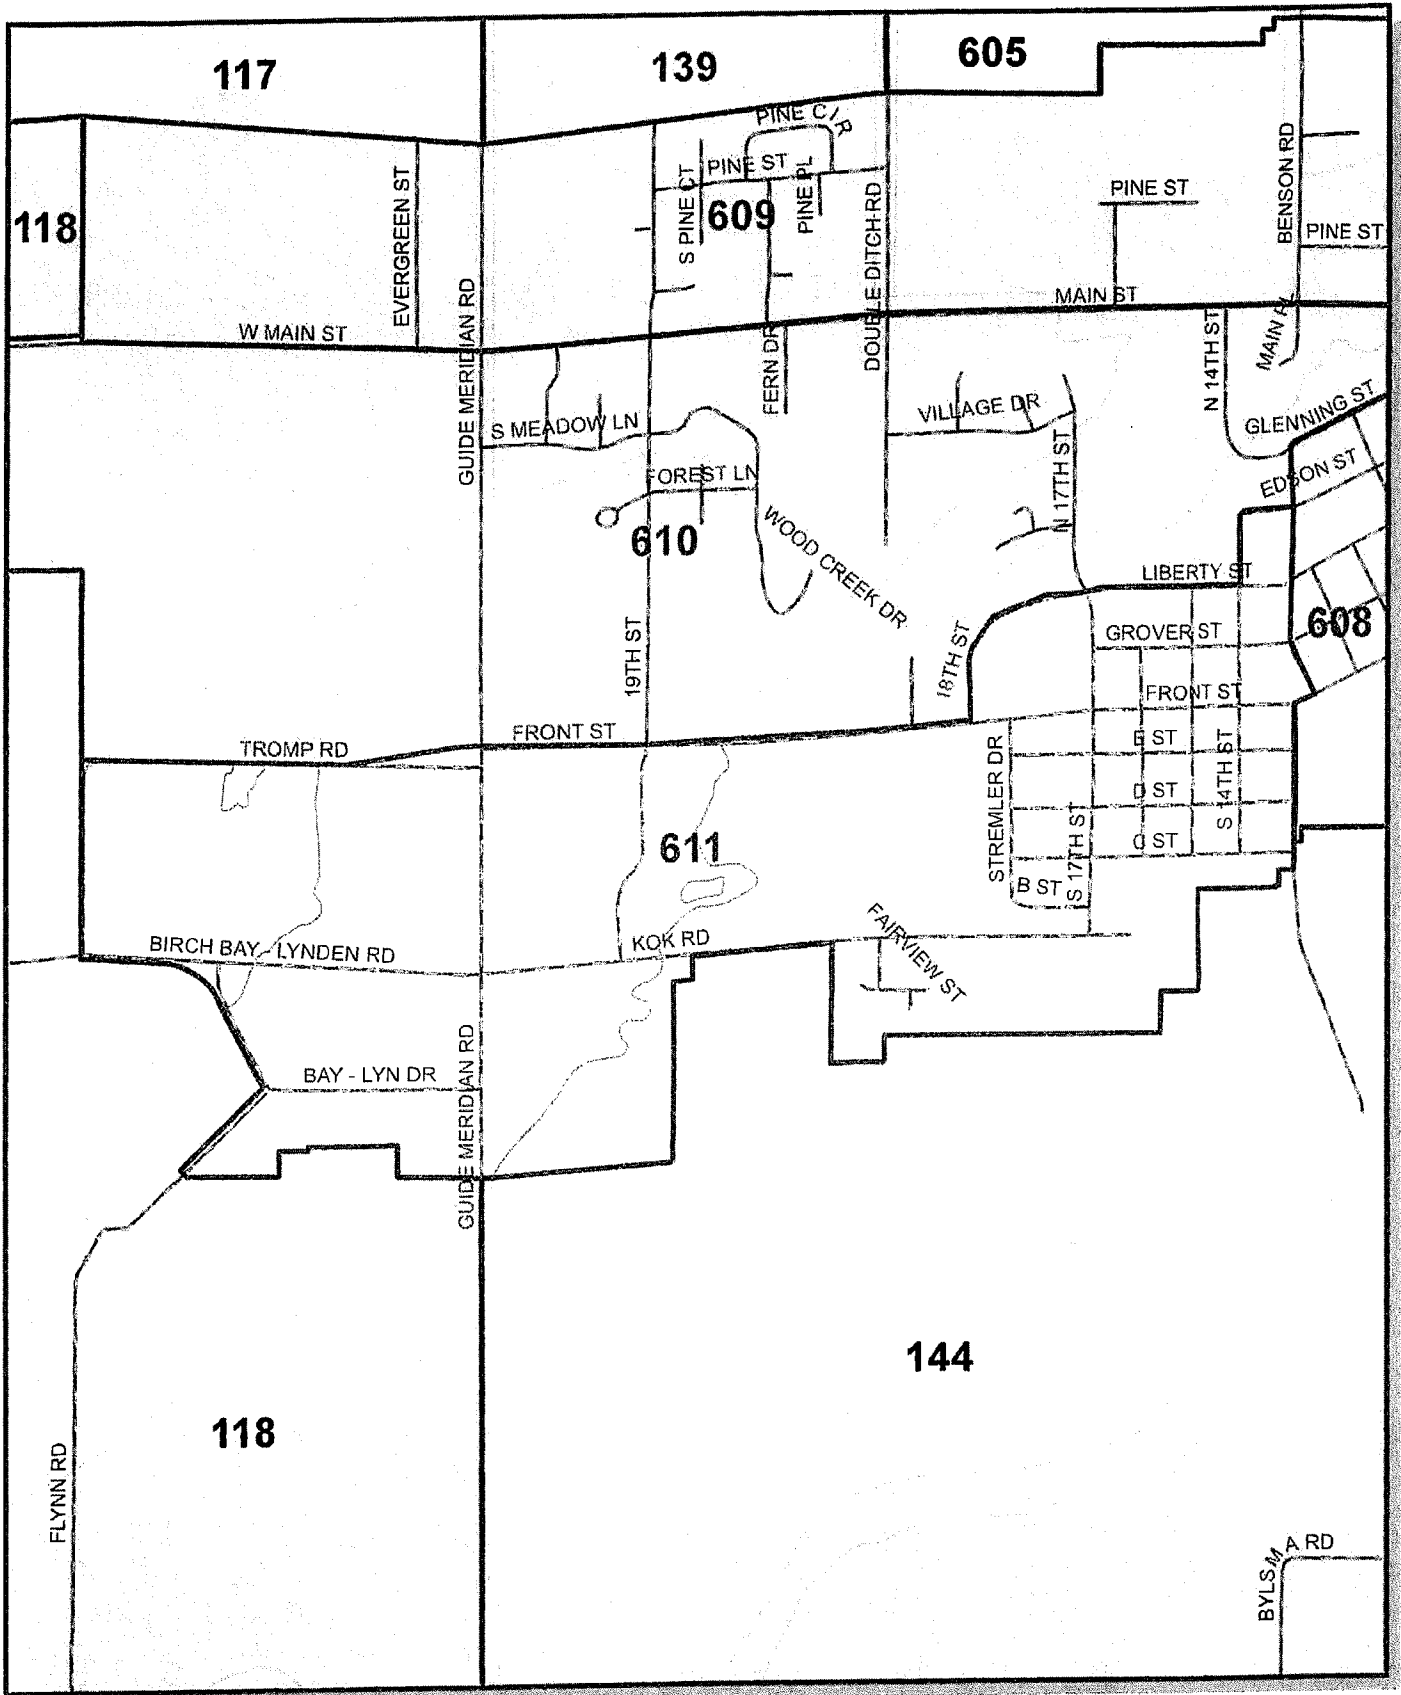 117
139
605
PINE CIR
PINE ST
S PINE CT
609
PINE PL
118
EVERGREEN ST
GUIDE MERIDIAN RD
DOUBLE DITCH RD
PINE ST
BENSON RD
PINE ST
MAIN ST
W MAIN ST
FERN DR
N 14TH ST
MAIN PL
S MEADOW LN
VILLAGE DR
GLENNING ST
FOREST LN
N 17TH ST
EDSON ST
610
WOOD CREEK DR
LIBERTY ST
19TH ST
18TH ST
GROVER ST
608
FRONT ST
FRONT ST
TROMP RD
E ST
STREMLER DR
D ST
S 14TH ST
611
C ST
S 17TH ST
B ST
BIRCH BAY - LYNDEN RD
KOK RD
FAIRVIEW ST
BAY - LYN DR
GUIDE MERIDIAN RD
144
118
FLYNN RD
BYLSMA RD